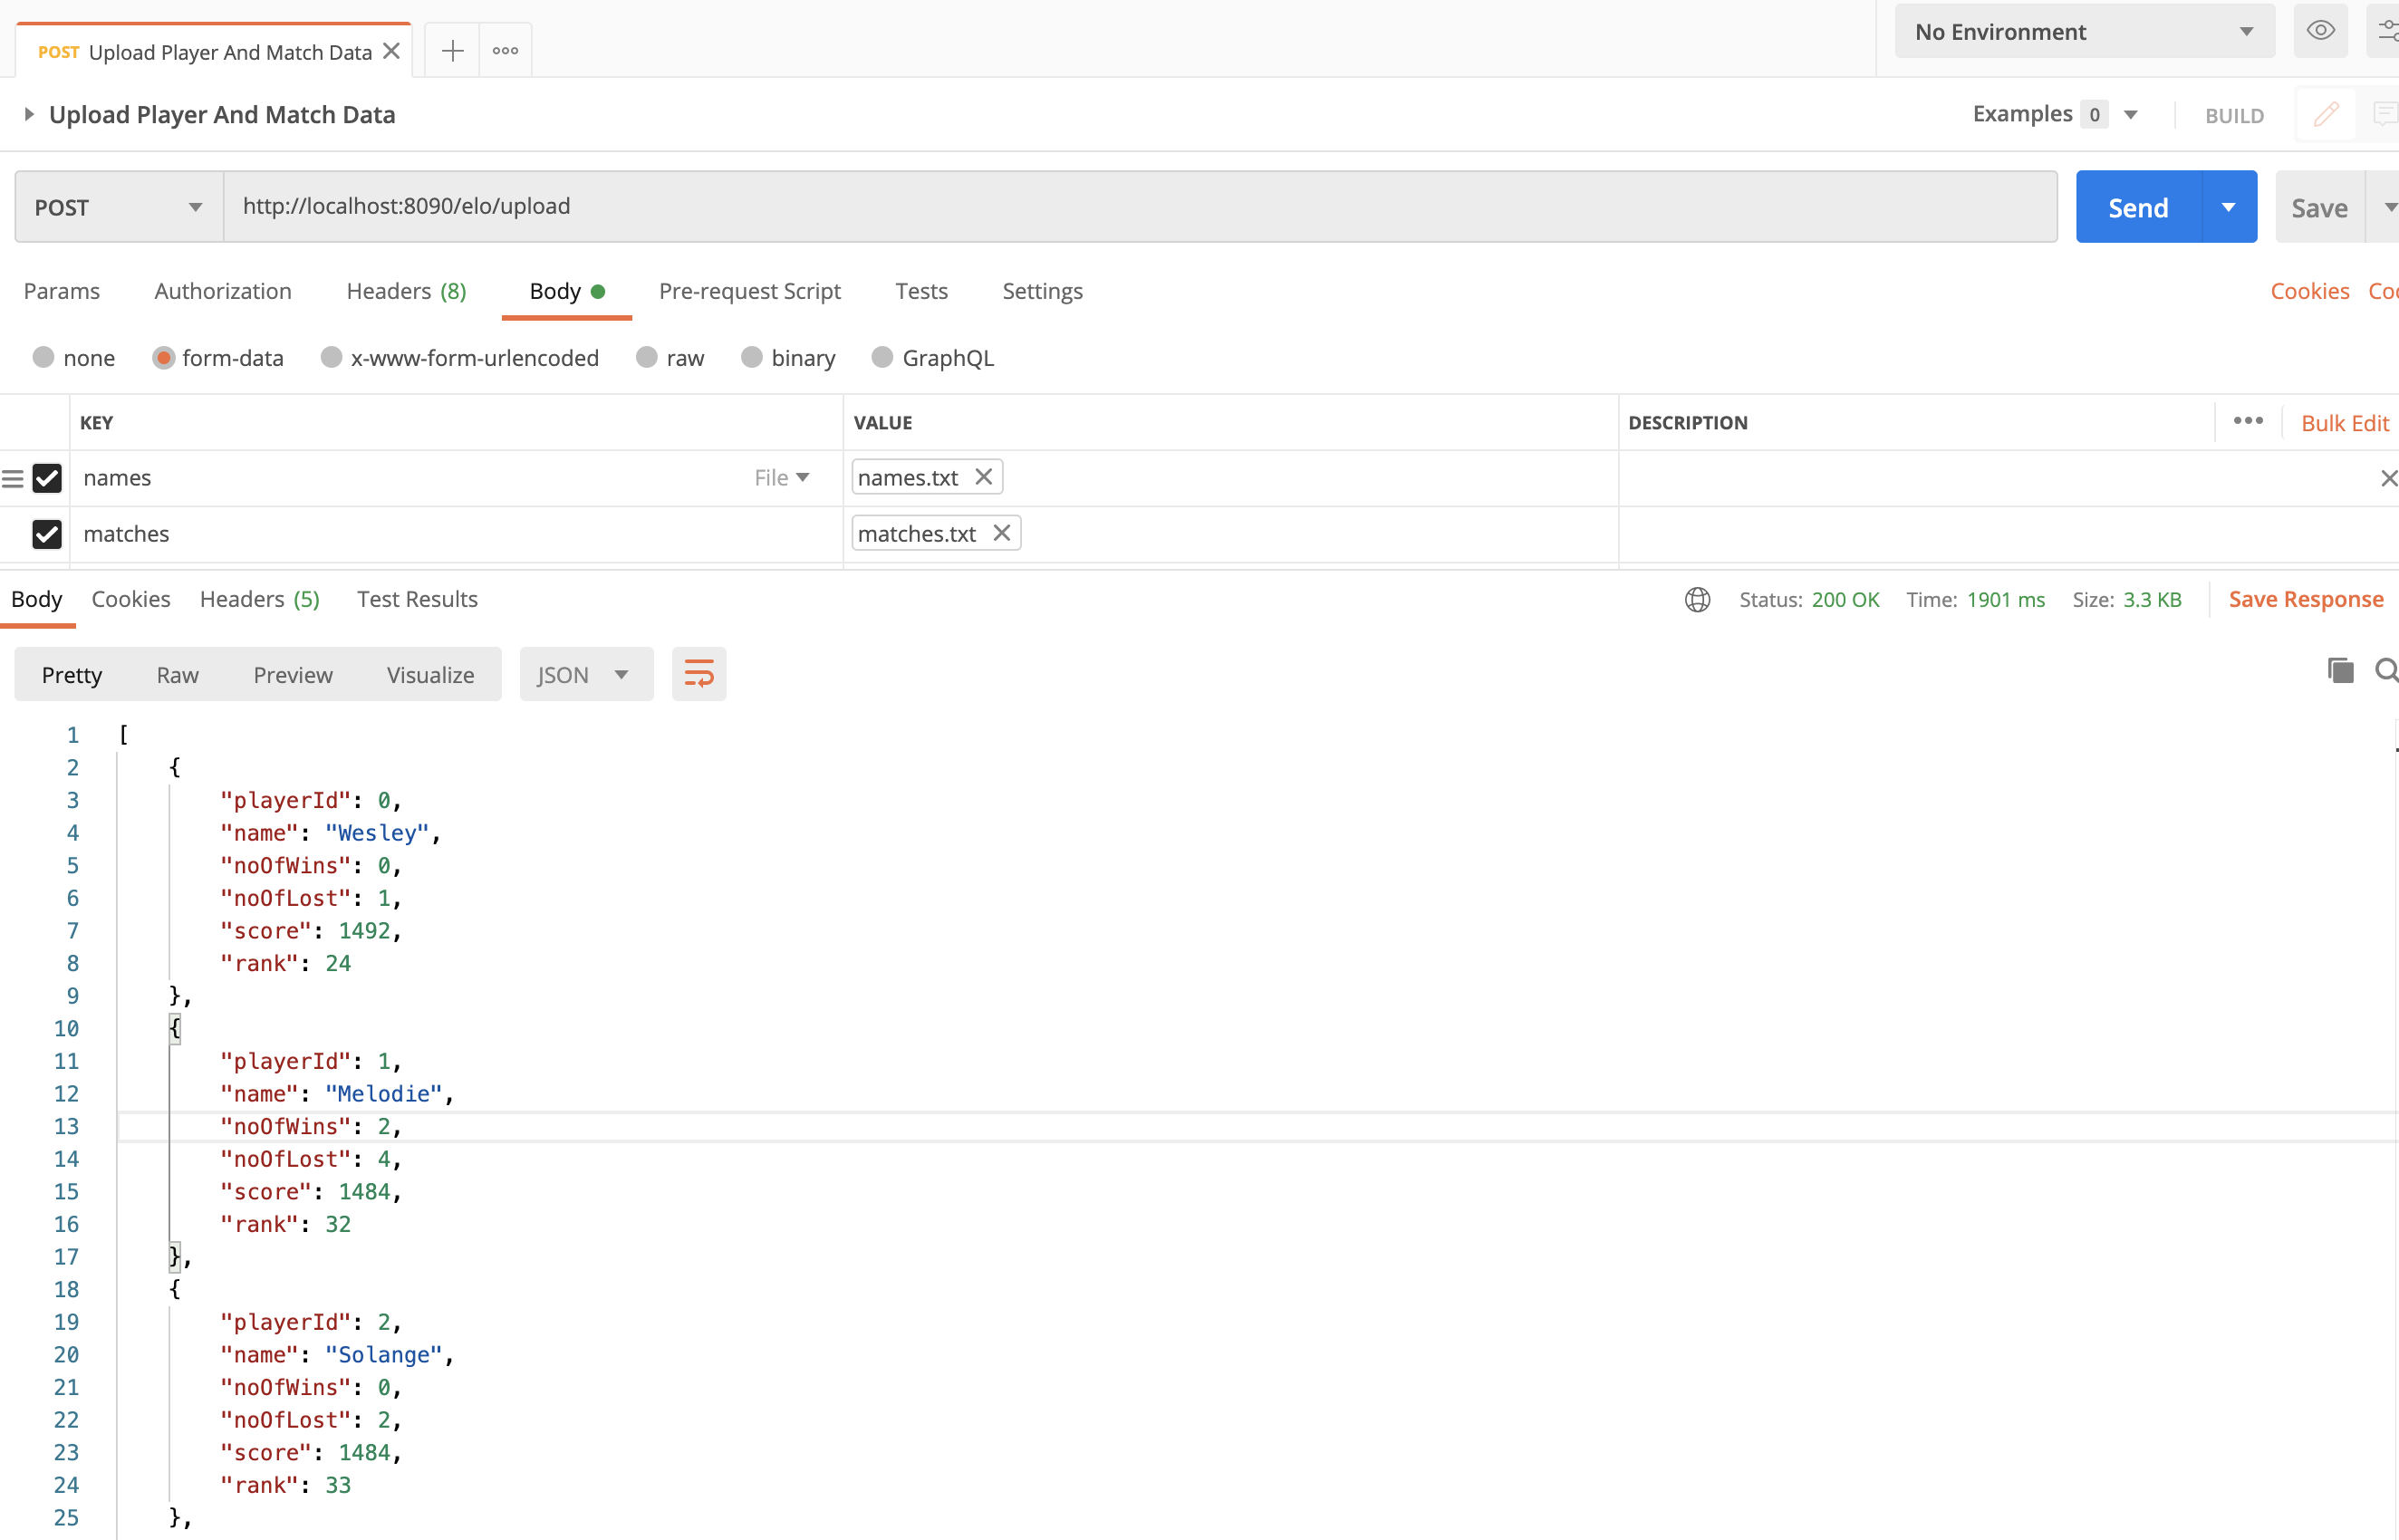 POST Upload Player And Match Data
No Environment
Upload Player And Match Data
Examples 0
BUILD
POST
http://localhost:8090/elo/upload
Send
Save
Params Authorization Headers (8) Body Pre-request Script Tests Settings
Cookies
none form-data x-www-form-urlencoded raw binary GraphQL
KEY VALUE DESCRIPTION
Bulk Edit
names File names.txt
matches matches.txt
Body Cookies Headers (5) Test Results
Status: 200 OK Time: 1901 ms Size: 3.3 KB Save Response
Pretty Raw Preview Visualize JSON
1 [
2 {
3 "playerId": 0,
4 "name": "Wesley",
5 "noOfWins": 0,
6 "noOfLost": 1,
7 "score": 1492,
8 "rank": 24
9 },
10 {
11 "playerId": 1,
12 "name": "Melodie",
13 "noOfWins": 2,
14 "noOfLost": 4,
15 "score": 1484,
16 "rank": 32
17 },
18 {
19 "playerId": 2,
20 "name": "Solange",
21 "noOfWins": 0,
22 "noOfLost": 2,
23 "score": 1484,
24 "rank": 33
25 },